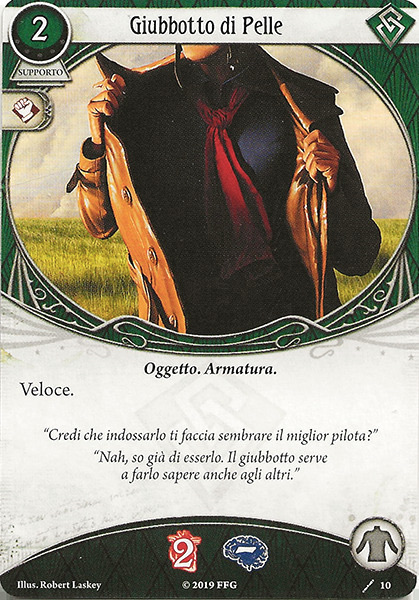 2
Giubbotto di Pelle
SUPPORTO
Oggetto. Armatura.
Veloce.
“Credi che indossarlo ti faccia sembrare il miglior pilota?”
“Nah, so già di esserlo. Il giubbotto serve
a farlo sapere anche agli altri.”
2
-
Illus. Robert Laskey
© 2019 FFG
10